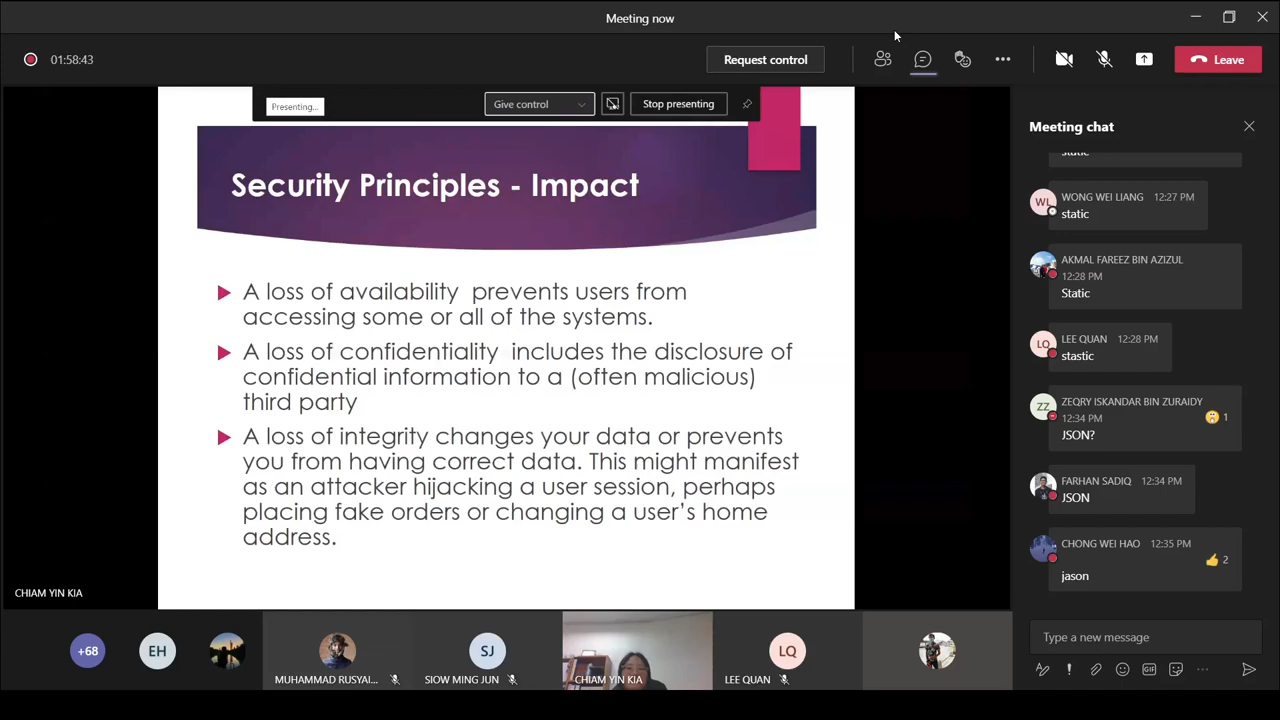 Meeting now
01:58:43
Request control
Leave
Presenting...
Give control
Stop presenting
Security Principles - Impact
A loss of availability prevents users from
accessing some or all of the systems.
A loss of confidentiality includes the disclosure of
confidential information to a (often malicious)
third party
A loss of integrity changes your data or prevents
you from having correct data. This might manifest
as an attacker hijacking a user session, perhaps
placing fake orders or changing a user's home
address.
CHIAM YIN KIA
+68
EH
MUHAMMAD RUSYAI...
SJ
SIOW MING JUN
CHIAM YIN KIA
LQ
LEE QUAN
Meeting chat
static
WL
WONG WEI LIANG 12:27 PM
static
AKMAL FAREEZ BIN AZIZUL
12:28 PM
Static
LQ
LEE QUAN 12:28 PM
stastic
ZZ
ZEQRY ISKANDAR BIN ZURAIDY
12:34 PM
1
JSON?
FARHAN SADIQ 12:34 PM
JSON
CHONG WEI HAO 12:35 PM
2
jason
Type a new message
GIF